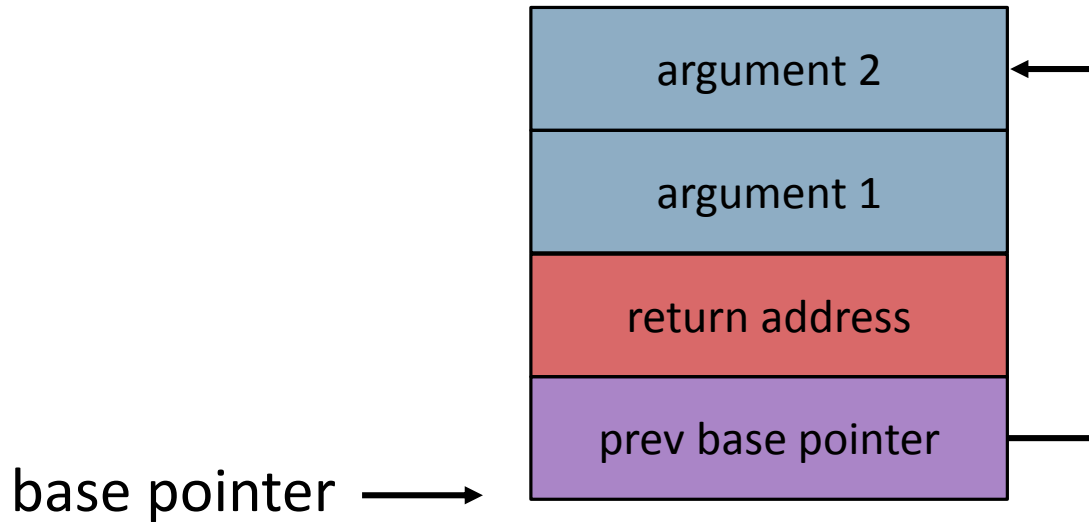 argument 2
argument 1
return address
prev base pointer
base pointer